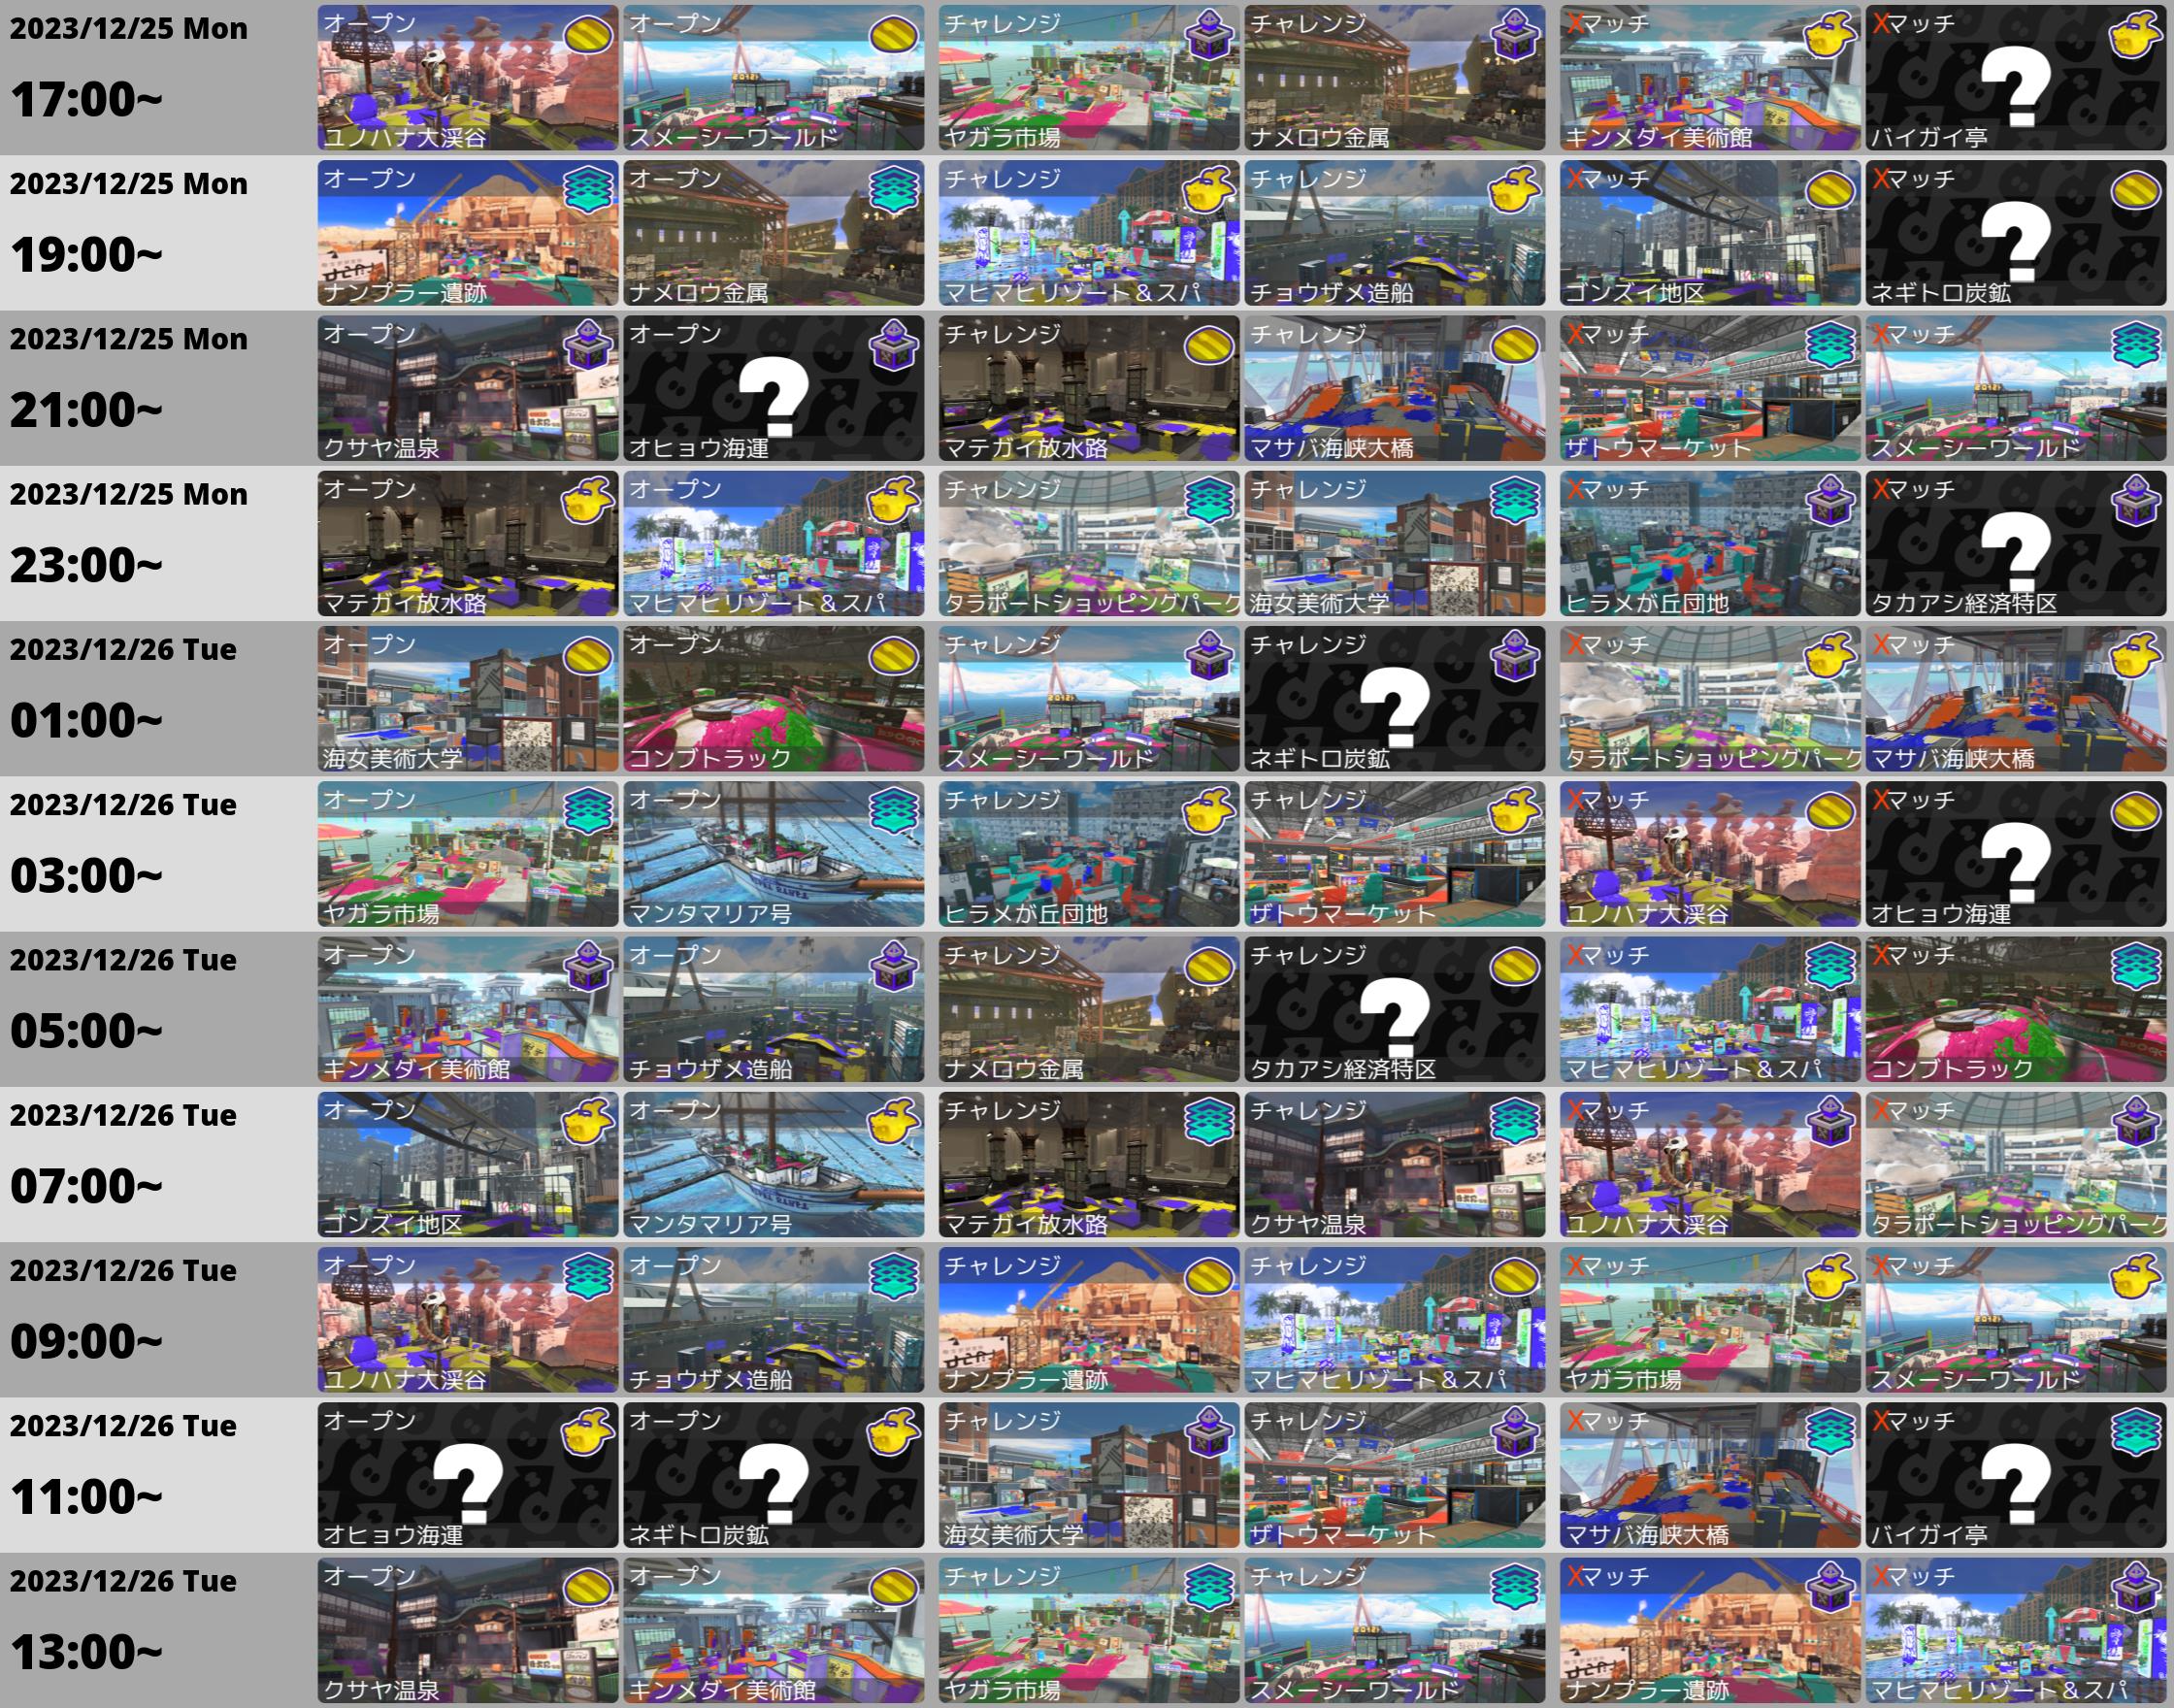 2023/12/25 Mon
17:00~
オープン
ユノハナ大渓谷
オープン
スメーシーワールド
チャレンジ
ヤガラ市場
チャレンジ
ナメロウ金属
Xマッチ
キンメダイ美術館
Xマッチ
?
バイガイ亭
2023/12/25 Mon
19:00~
オープン
ナンプラー遺跡
オープン
ナメロウ金属
チャレンジ
マヒマヒリゾート&スパ
チャレンジ
チョウザメ造船
Xマッチ
ゴンズイ地区
Xマッチ
?
ネギトロ炭鉱
2023/12/25 Mon
21:00~
オープン
クサヤ温泉
オープン
?
オヒョウ海運
チャレンジ
マテガイ放水路
チャレンジ
マサバ海峡大橋
Xマッチ
ザトウマーケット
Xマッチ
スメーシーワールド
2023/12/25 Mon
23:00~
オープン
マテガイ放水路
オープン
マヒマヒリゾート&スパ
チャレンジ
タラポートショッピングパーク
チャレンジ
海女美術大学
Xマッチ
ヒラメが丘団地
Xマッチ
?
タカアシ経済特区
2023/12/26 Tue
01:00~
オープン
海女美術大学
オープン
コンブトラック
チャレンジ
スメーシーワールド
チャレンジ
?
ネギトロ炭鉱
Xマッチ
タラポートショッピングパーク
Xマッチ
マサバ海峡大橋
2023/12/26 Tue
03:00~
オープン
ヤガラ市場
オープン
マンタマリア号
チャレンジ
ヒラメが丘団地
チャレンジ
ザトウマーケット
Xマッチ
ユノハナ大渓谷
Xマッチ
?
オヒョウ海運
2023/12/26 Tue
05:00~
オープン
キンメダイ美術館
オープン
チョウザメ造船
チャレンジ
ナメロウ金属
チャレンジ
?
タカアシ経済特区
Xマッチ
マヒマヒリゾート&スパ
Xマッチ
コンブトラック
2023/12/26 Tue
07:00~
オープン
ゴンズイ地区
オープン
マンタマリア号
チャレンジ
マテガイ放水路
チャレンジ
クサヤ温泉
Xマッチ
ユノハナ大渓谷
Xマッチ
タラポートショッピングパーク
2023/12/26 Tue
09:00~
オープン
ユノハナ大渓谷
オープン
チョウザメ造船
チャレンジ
ナンプラー遺跡
チャレンジ
マヒマヒリゾート&スパ
Xマッチ
ヤガラ市場
Xマッチ
スメーシーワールド
2023/12/26 Tue
11:00~
オープン
?
オヒョウ海運
オープン
?
ネギトロ炭鉱
チャレンジ
海女美術大学
チャレンジ
ザトウマーケット
Xマッチ
マサバ海峡大橋
Xマッチ
?
バイガイ亭
2023/12/26 Tue
13:00~
オープン
クサヤ温泉
オープン
キンメダイ美術館
チャレンジ
ヤガラ市場
チャレンジ
スメーシーワールド
Xマッチ
ナンプラー遺跡
Xマッチ
マヒマヒリゾート&スパ